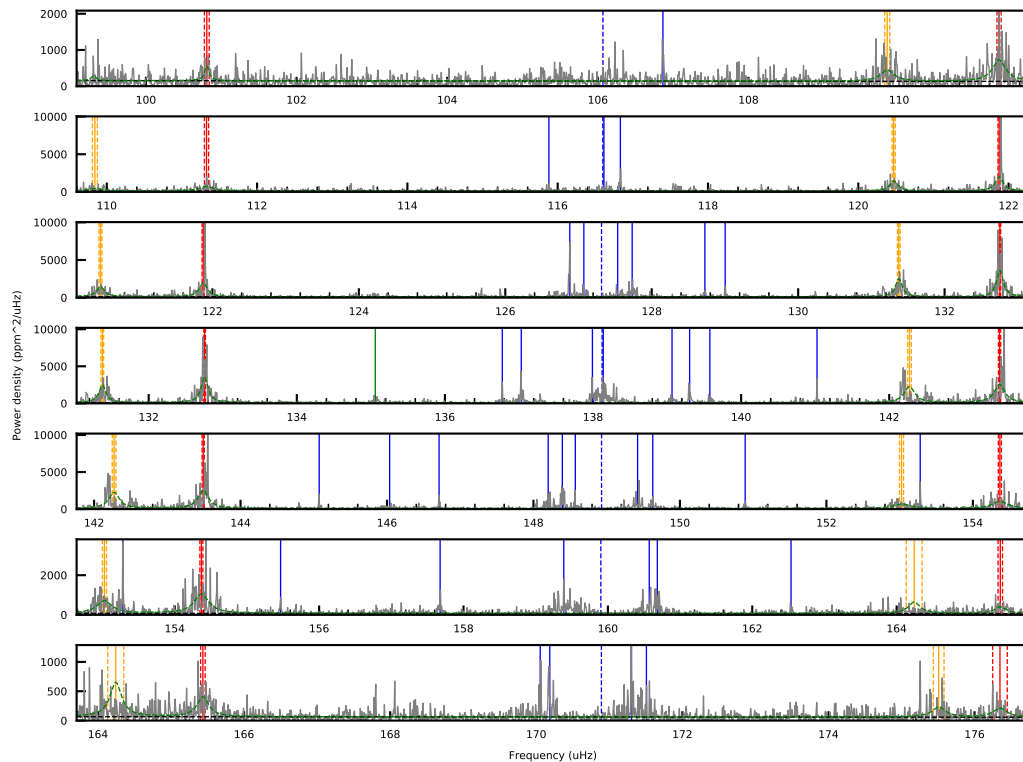 2000
1000
0
100 102 104 106 108 110
10000
5000
0
110 112 114 116 118 120 122
10000
5000
0
122 124 126 128 130 132
10000
5000
0
132 134 136 138 140 142
10000
5000
0
142 144 146 148 150 152 154
2000
0
154 156 158 160 162 164
1000
500
0
164 166 168 170 172 174 176
Power density (ppm^2/uHz)
Frequency (uHz)